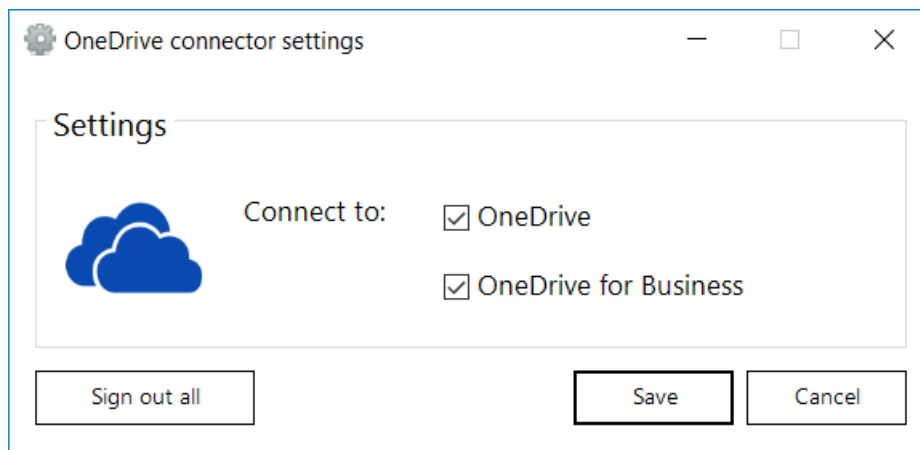 OneDrive connector settings
Settings
Connect to:
OneDrive
OneDrive for Business
Sign out all
Save
Cancel